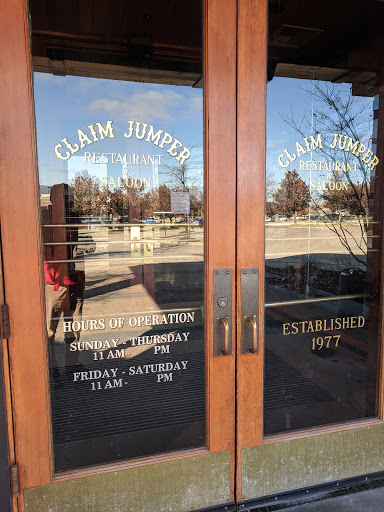 CLAIM JUMPER
RESTAURANT
&
SALOON
HOURS OF OPERATION
SUNDAY - THURSDAY
11 AM - PM
FRIDAY - SATURDAY
11 AM - PM
CLAIM JUMPER
RESTAURANT
&
SALOON
ESTABLISHED
1977